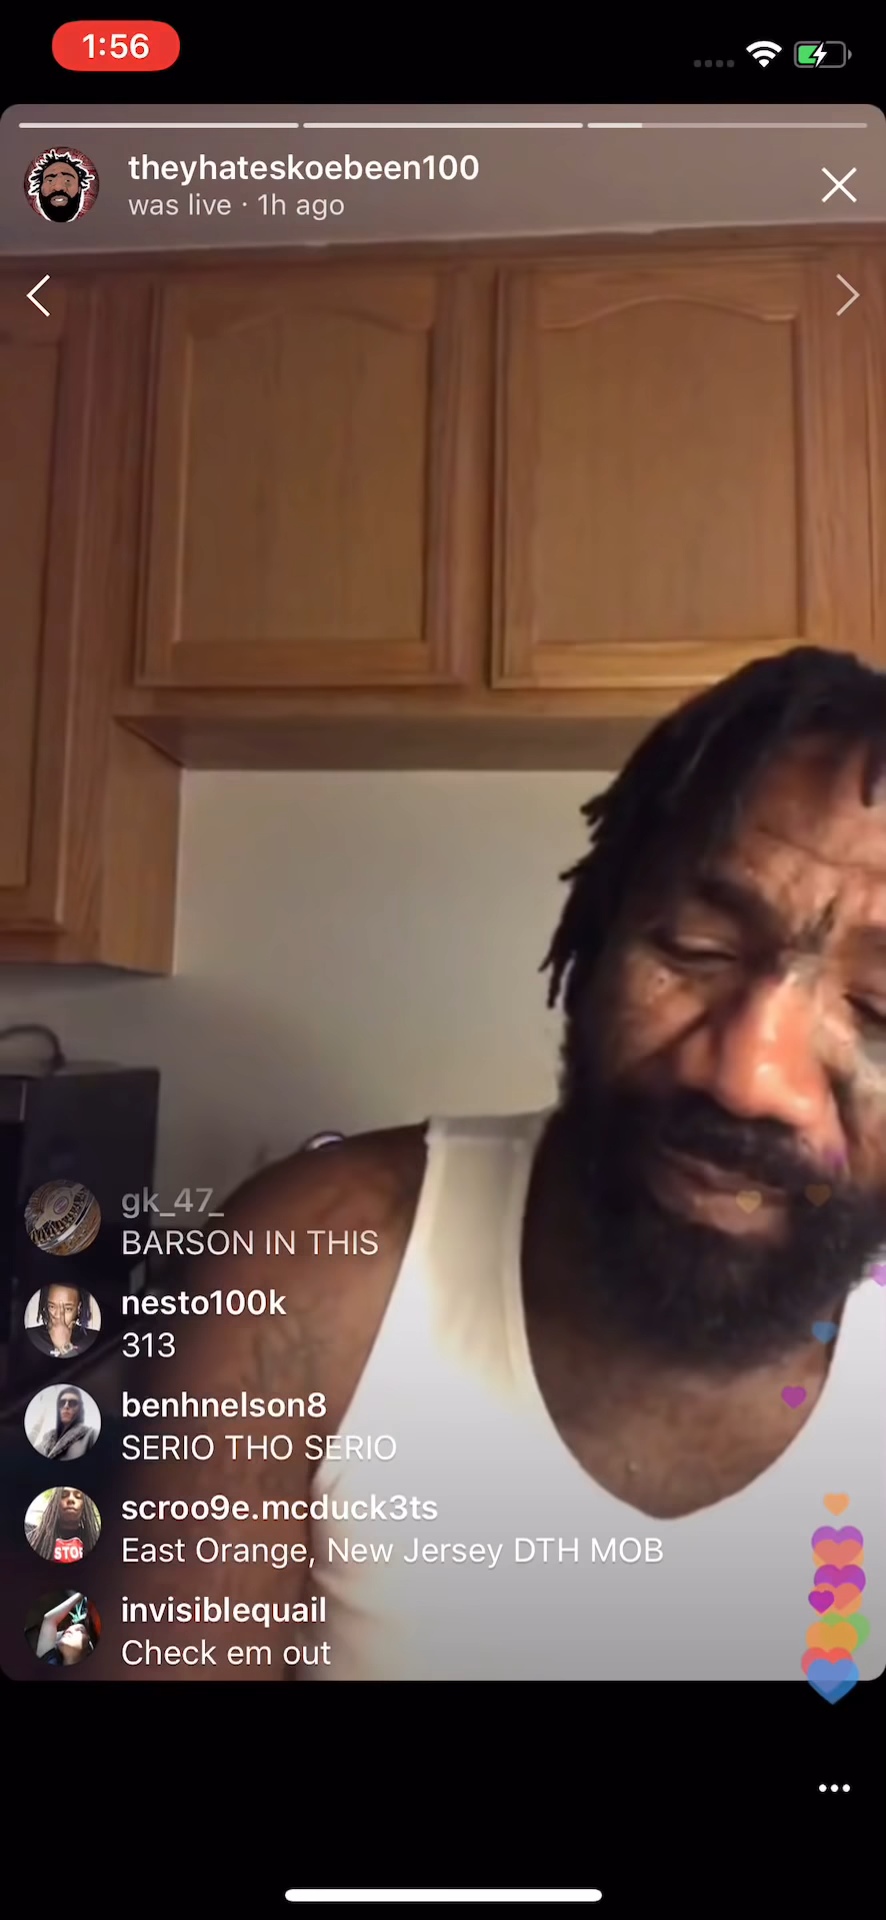 1:56
theyhateskoebeen100
was live · 1h ago
gk_47_
BARSON IN THIS
nesto100k
313
benhnelson8
SERIO THO SERIO
scroo9e.mcduck3ts
East Orange, New Jersey DTH MOB
STOP
invisiblequail
Check em out